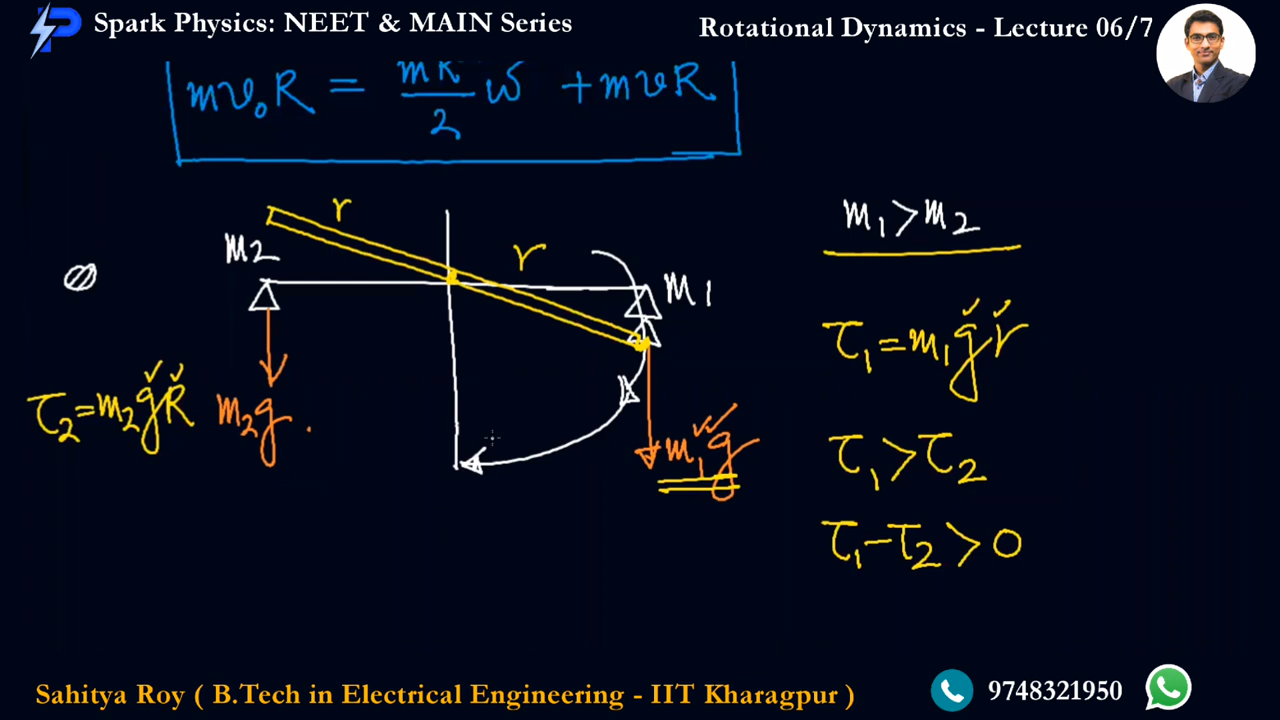 Spark Physics: NEET & MAIN Series
Rotational Dynamics - Lecture 06/7
mv₀R = mR/2 ω + mvR
r
m₁ > m₂
M2
r
M₁
τ₁ = m₁gr
τ₂ = m₂gR
m₂g.
m₁g
τ₁ > τ₂
τ₁ - τ₂ > 0
Sahitya Roy ( B.Tech in Electrical Engineering - IIT Kharagpur )
9748321950